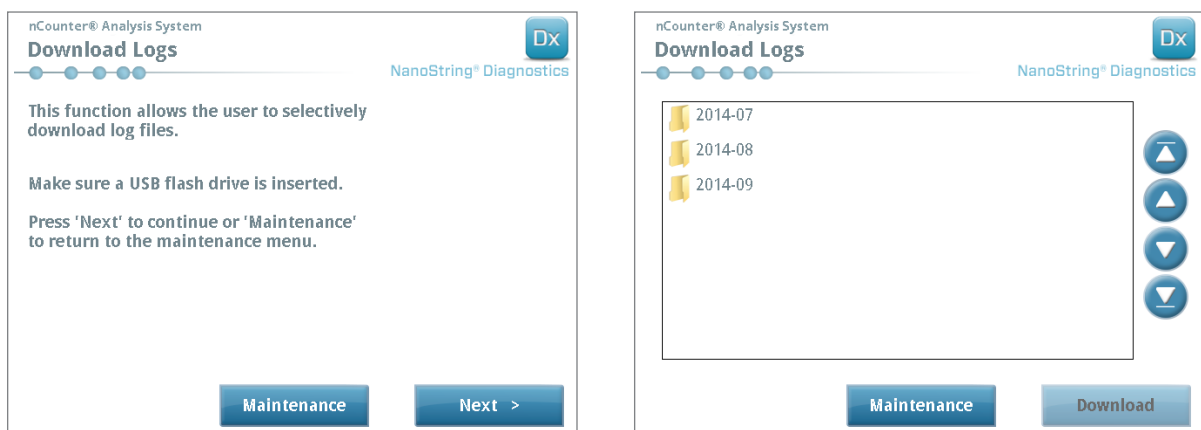 nCounter® Analysis System
Download Logs
Dx
NanoString® Diagnostics
This function allows the user to selectively
download log files.
Make sure a USB flash drive is inserted.
Press 'Next' to continue or 'Maintenance'
to return to the maintenance menu.
Maintenance
Next >
nCounter® Analysis System
Download Logs
Dx
NanoString® Diagnostics
2014-07
2014-08
2014-09
Maintenance
Download